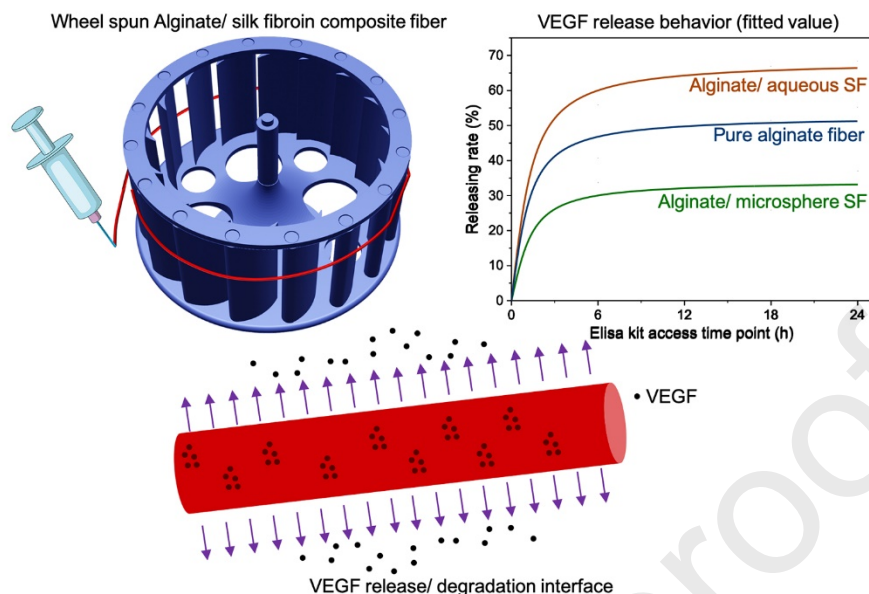 Wheel spun Alginate/ silk fibroin composite fiber
VEGF release behavior (fitted value)
Releasing rate (%)
70
60
50
40
30
20
10
0
Alginate/ aqueous SF
Pure alginate fiber
Alginate/ microsphere SF
0 6 12 18 24
Elisa kit access time point (h)
• VEGF
VEGF release/ degradation interface
proof